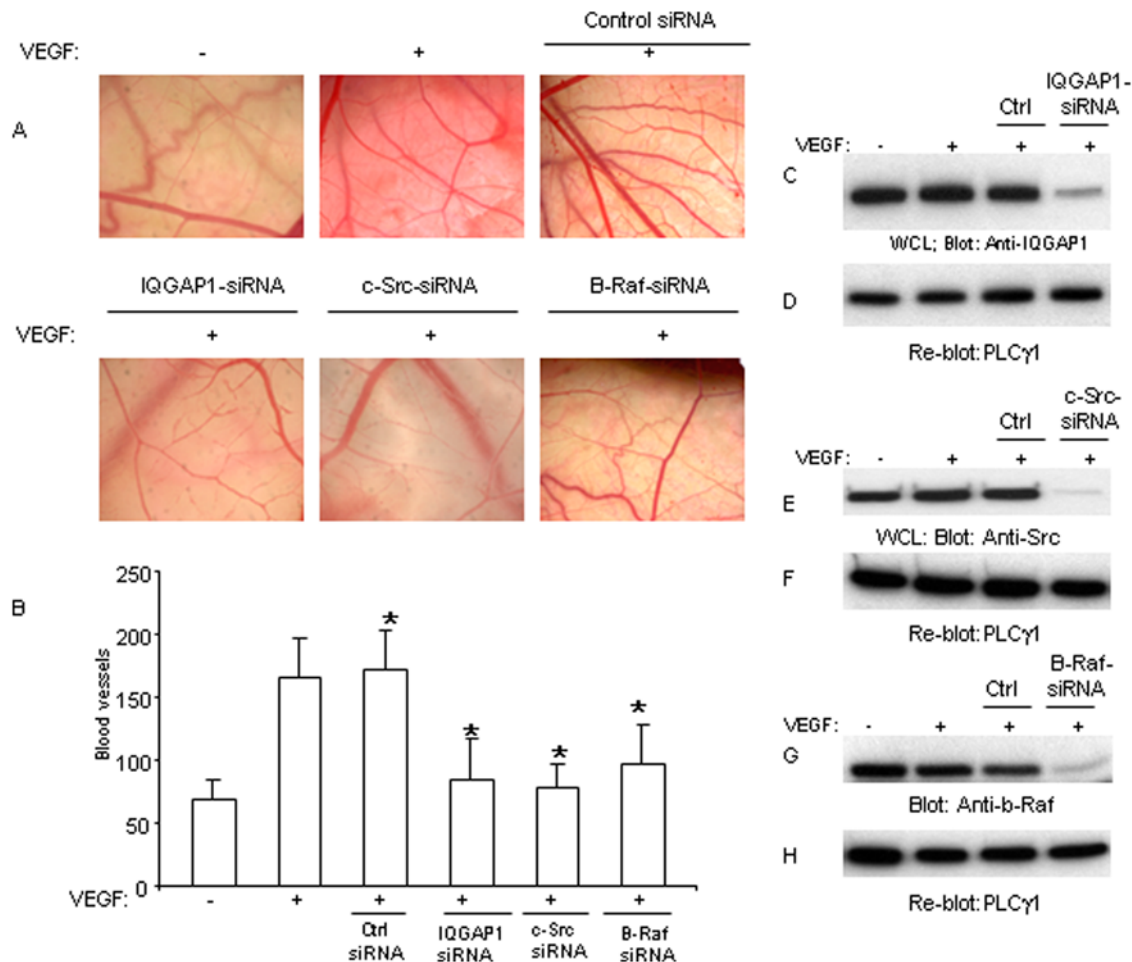 Control siRNA
VEGF: - + +
A
IQGAP1-siRNA c-Src-siRNA B-Raf-siRNA
VEGF: + + +
B
250
200
150
100
50
0
Blood vessels
* * * *
VEGF: - + + + + +
Ctrl siRNA IQGAP1 siRNA c-Src siRNA B-Raf siRNA
IQGAP1-
Ctrl siRNA
VEGF: - + + +
C
WCL; Blot: Anti-IQGAP1
D
Re-blot: PLCγ1
c-Src-
Ctrl siRNA
VEGF: - + + +
E
WCL: Blot: Anti-Src
F
Re-blot: PLCγ1
B-Raf-
Ctrl siRNA
VEGF: - + + +
G
Blot: Anti-b-Raf
H
Re-blot: PLCγ1